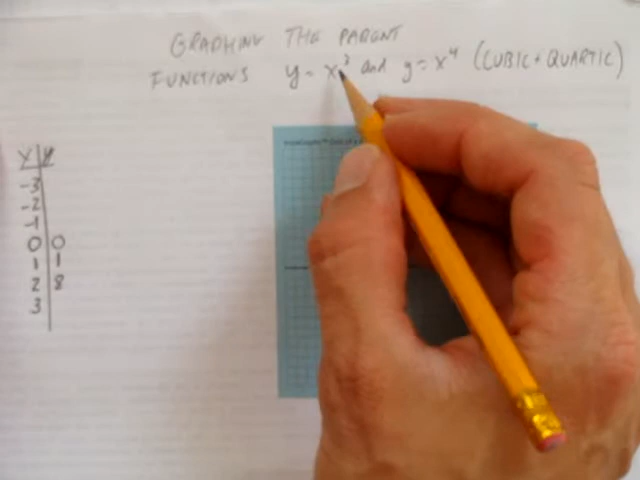 GRAPHING THE PARENT
FUNCTIONS y = x³ and y = x⁴ (CUBIC + QUARTIC)
x y
-3
-2
-1
0 0
1 1
2 8
3